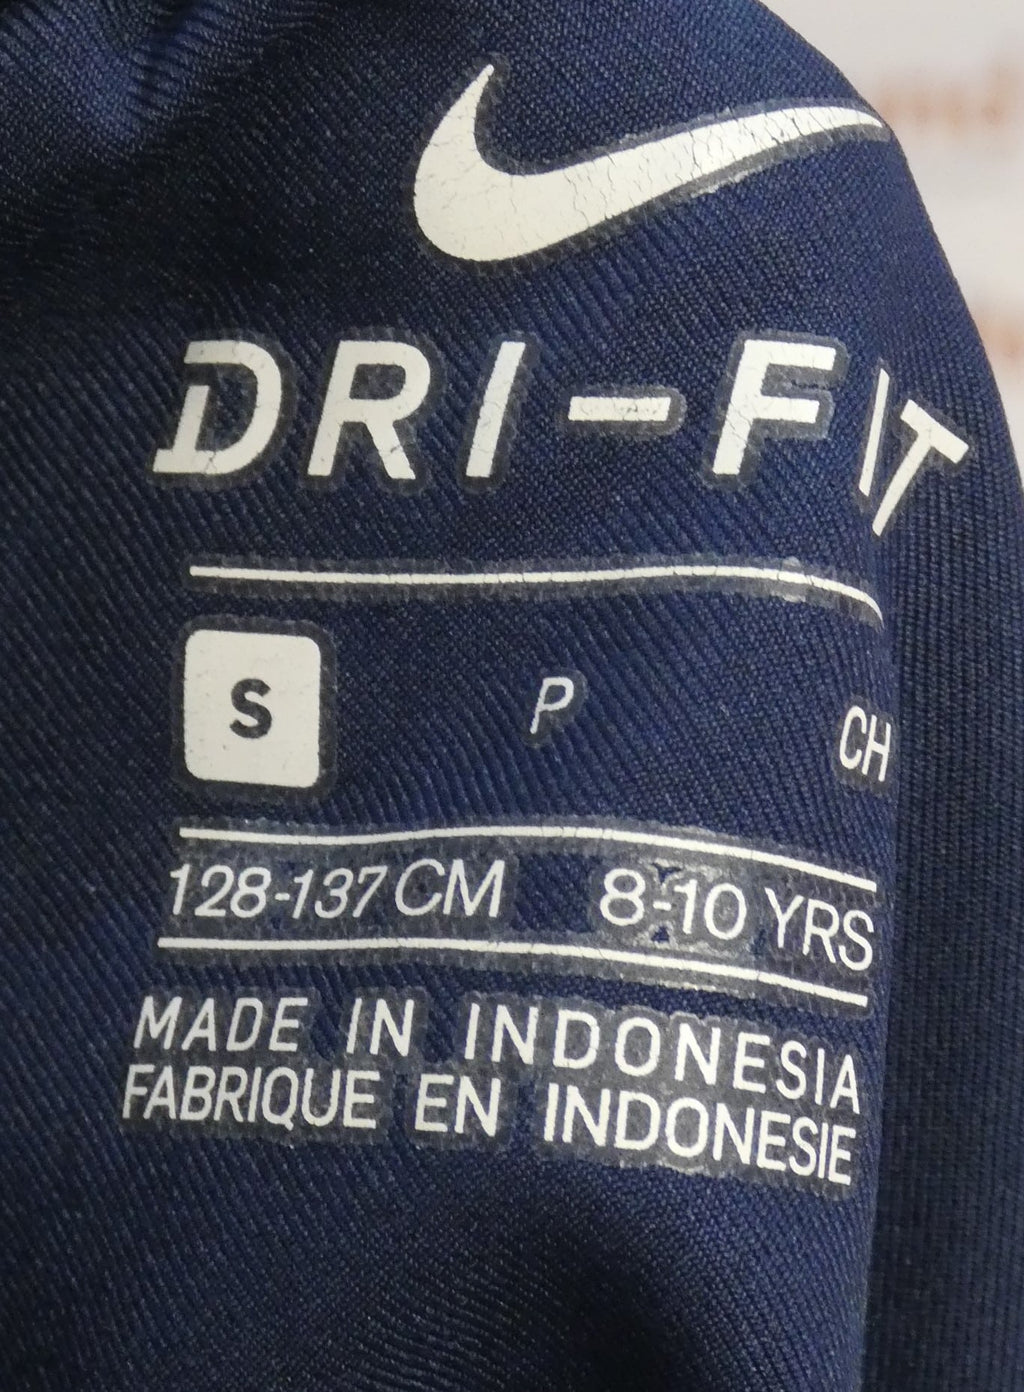 DRI-FIT
S P CH
128-137 CM 8-10 YRS
MADE IN INDONESIA
FABRIQUE EN INDONESIE